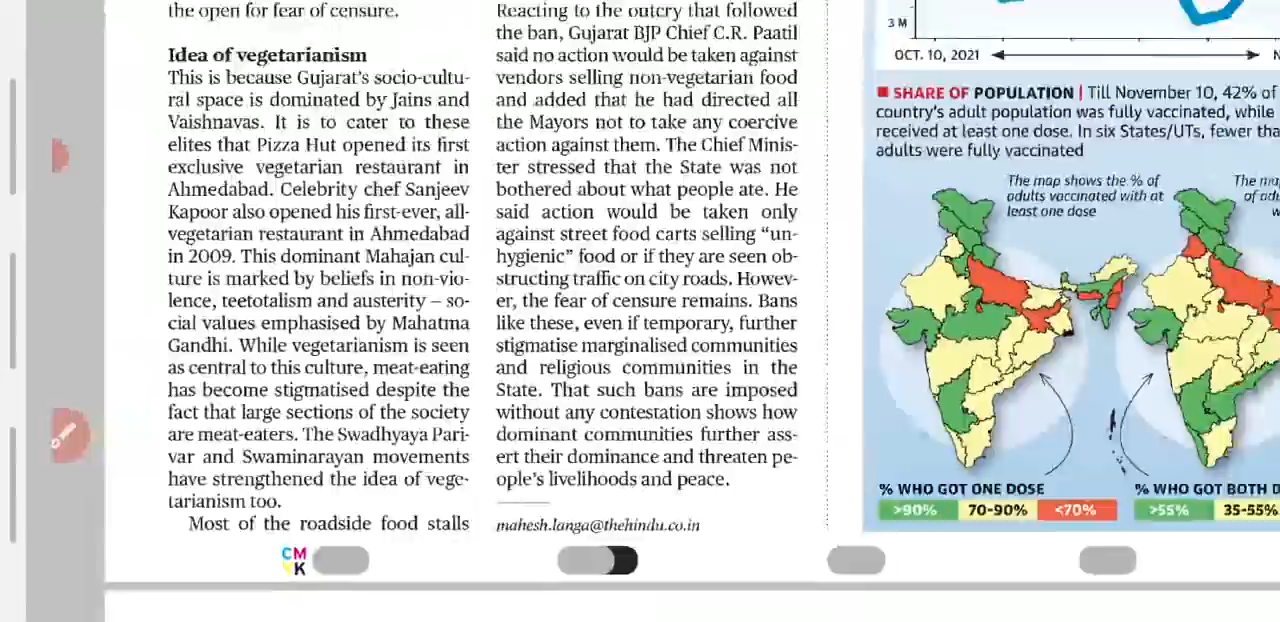 the open for fear of censure.
Idea of vegetarianism
This is because Gujarat's socio-cultu-
ral space is dominated by Jains and
Vaishnavas. It is to cater to these
elites that Pizza Hut opened its first
exclusive vegetarian restaurant in
Ahmedabad. Celebrity chef Sanjeev
Kapoor also opened his first-ever, all-
vegetarian restaurant in Ahmedabad
in 2009. This dominant Mahajan cul-
ture is marked by beliefs in non-vio-
lence, teetotalism and austerity – so-
cial values emphasised by Mahatma
Gandhi. While vegetarianism is seen
as central to this culture, meat-eating
has become stigmatised despite the
fact that large sections of the society
are meat-eaters. The Swadhyaya Pari-
var and Swaminarayan movements
have strengthened the idea of vege-
tarianism too.
Most of the roadside food stalls
Reacting to the outcry that followed
the ban, Gujarat BJP Chief C.R. Paatil
said no action would be taken against
vendors selling non-vegetarian food
and added that he had directed all
the Mayors not to take any coercive
action against them. The Chief Minis-
ter stressed that the State was not
bothered about what people ate. He
said action would be taken only
against street food carts selling "un-
hygienic" food or if they are seen ob-
structing traffic on city roads. Howev-
er, the fear of censure remains. Bans
like these, even if temporary, further
stigmatise marginalised communities
and religious communities in the
State. That such bans are imposed
without any contestation shows how
dominant communities further ass-
ert their dominance and threaten pe-
ople's livelihoods and peace.
mahesh.langa@thehindu.co.in
3 M
OCT. 10, 2021
SHARE OF POPULATION | Till November 10, 42% of
country's adult population was fully vaccinated, while
received at least one dose. In six States/UTs, fewer tha
adults were fully vaccinated
The map shows the % of
adults vaccinated with at
least one dose
The ma
of adu
w
% WHO GOT ONE DOSE
>90% 70-90% <70%
% WHO GOT BOTH D
>55% 35-55%
CM
YK